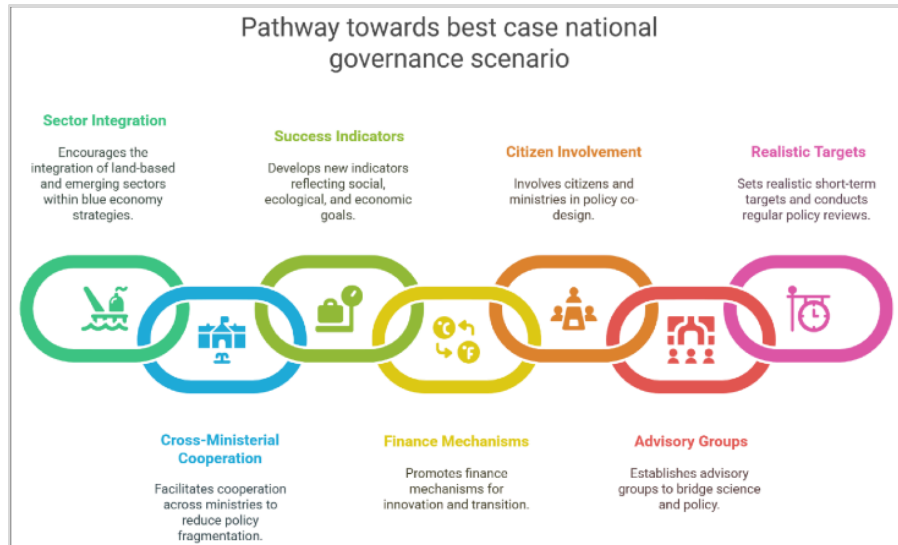 Pathway towards best case national
governance scenario
Sector Integration
Encourages the
integration of land-based
and emerging sectors
within blue economy
strategies.
Success Indicators
Develops new indicators
reflecting social,
ecological, and economic
goals.
Citizen Involvement
Involves citizens and
ministries in policy co-
design.
Realistic Targets
Sets realistic short-term
targets and conducts
regular policy reviews.
°C
°F
Cross-Ministerial
Cooperation
Facilitates cooperation
across ministries to
reduce policy
fragmentation.
Finance Mechanisms
Promotes finance
mechanisms for
innovation and transition.
Advisory Groups
Establishes advisory
groups to bridge science
and policy.